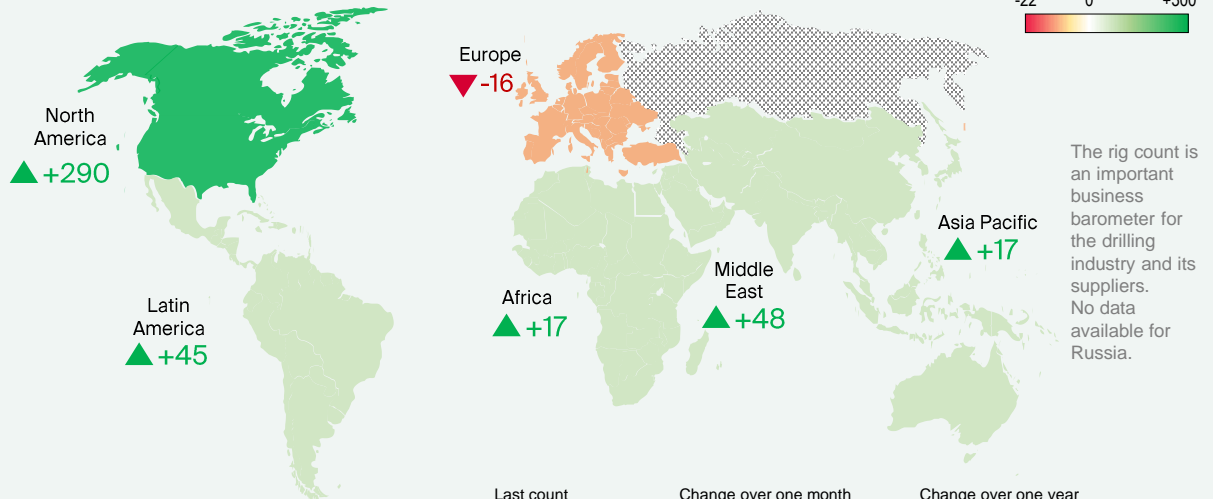 -22 0 +300
Europe
-16
North
America
+290
The rig count is
an important
business
barometer for
the drilling
industry and its
suppliers.
No data
available for
Russia.
Asia Pacific
+17
Middle
East
+48
Africa
+17
Latin
America
+45
Last count Change over one month Change over one year